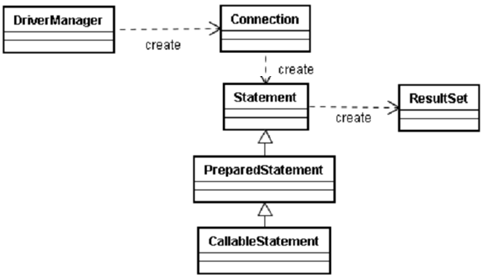 DriverManager
Connection
create
create
Statement
ResultSet
create
PreparedStatement
CallableStatement